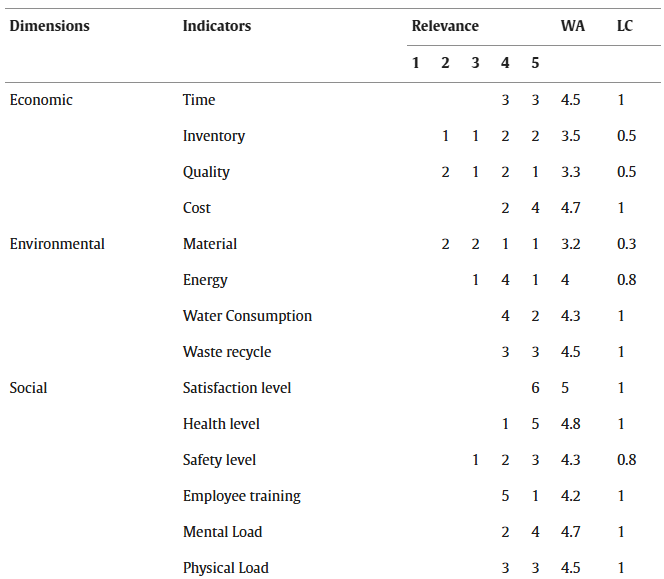 Dimensions Indicators Relevance WA LC
1 2 3 4 5
Economic Time 3 3 4.5 1
Inventory 1 1 2 2 3.5 0.5
Quality 2 1 2 1 3.3 0.5
Cost 2 4 4.7 1
Environmental Material 2 2 1 1 3.2 0.3
Energy 1 4 1 4 0.8
Water Consumption 4 2 4.3 1
Waste recycle 3 3 4.5 1
Social Satisfaction level 6 5 1
Health level 1 5 4.8 1
Safety level 1 2 3 4.3 0.8
Employee training 5 1 4.2 1
Mental Load 2 4 4.7 1
Physical Load 3 3 4.5 1